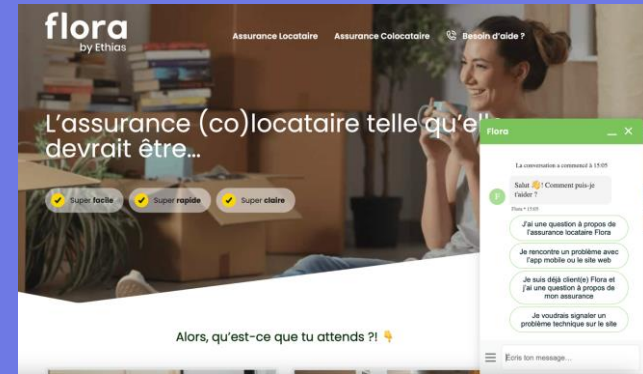 flora
by Ethias
Assurance Locataire Assurance Colocataire Besoin d'aide ?
L'assurance (co)locataire telle qu'elle
devrait être...
Super facile Super rapide Super claire
Alors, qu'est-ce que tu attends ?! 👇
Flora
La conversation a commencé à 15:05
Salut 👋! Comment puis-je
t'aider ?
F
Flora • 15:05
J'ai une question à propos de
l'assurance locataire Flora
Je rencontre un problème avec
l'app mobile ou le site web
Je suis déjà client(e) Flora et
j'ai une question à propos de
mon assurance
Je voudrais signaler un
problème technique sur le site
Ecris ton message...